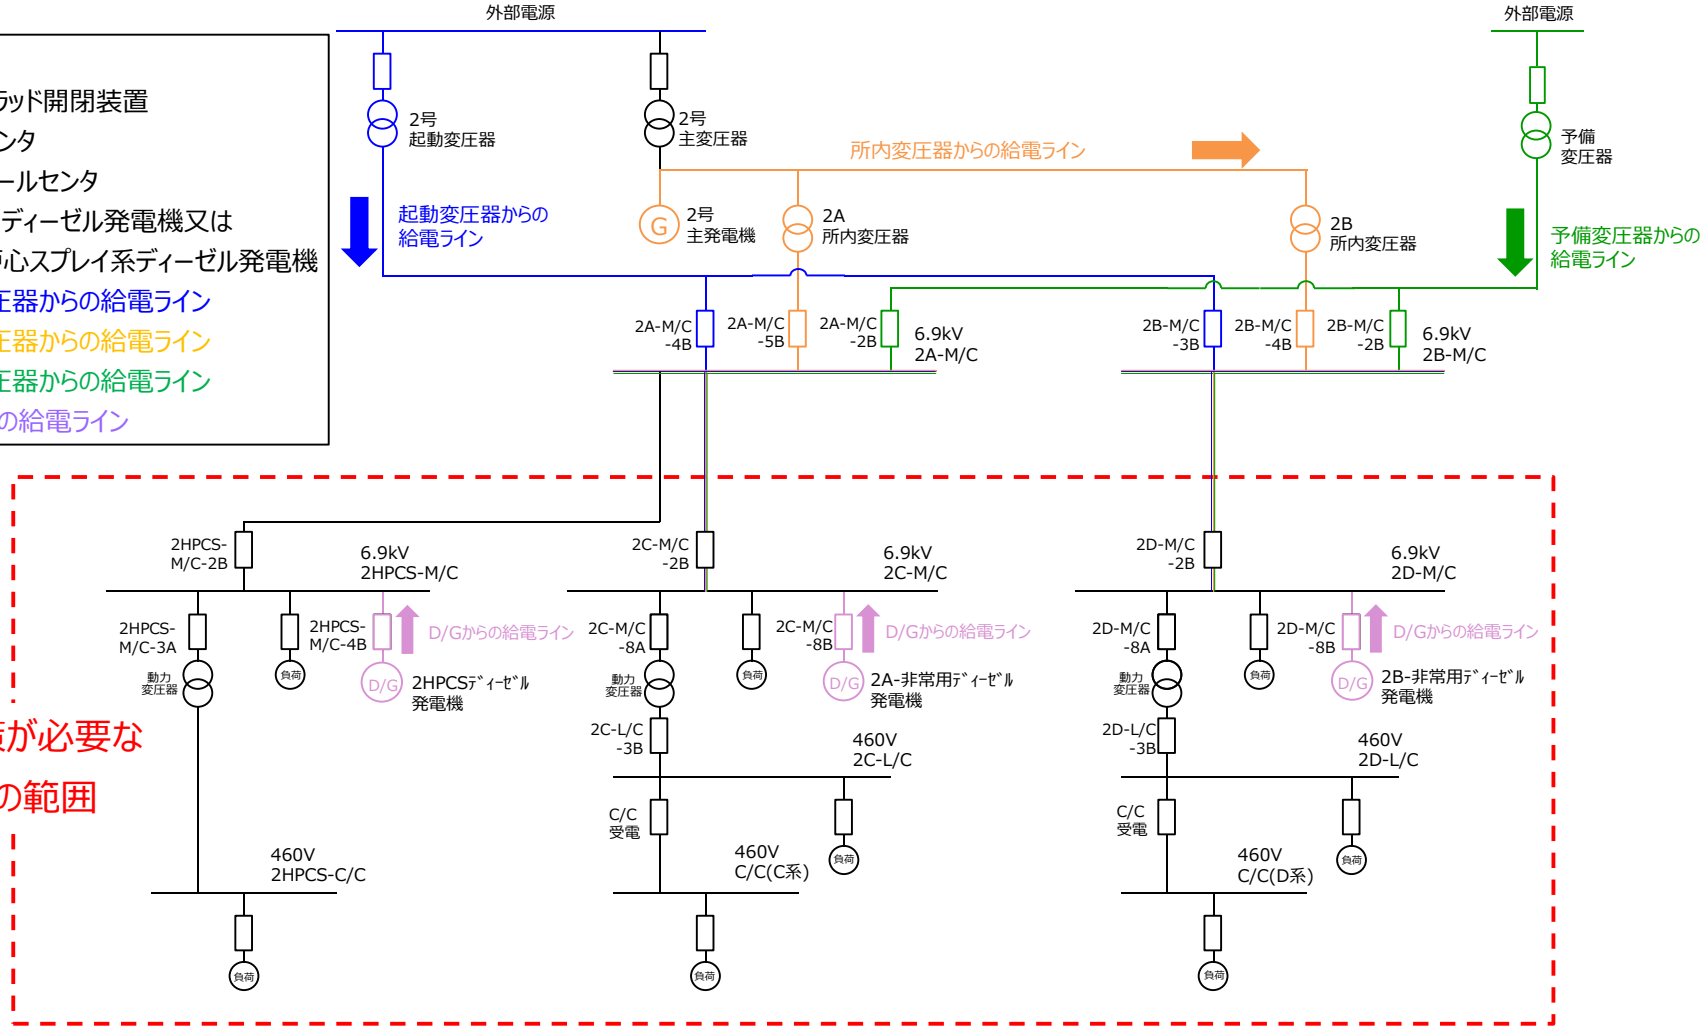 外部電源
外部電源
ラッド開閉装置
ンタ
ールセンタ
ディーゼル発電機又は
心スプレイ系ディーゼル発電機
圧器からの給電ライン
圧器からの給電ライン
圧器からの給電ライン
の給電ライン
2号
起動変圧器
2号
主変圧器
予備
変圧器
所内変圧器からの給電ライン
起動変圧器からの
給電ライン
G
2号
主発電機
2A
所内変圧器
2B
所内変圧器
予備変圧器からの
給電ライン
2A-M/C
-4B
2A-M/C
-5B
2A-M/C
-2B
6.9kV
2A-M/C
2B-M/C
-3B
2B-M/C
-4B
2B-M/C
-2B
6.9kV
2B-M/C
2HPCS-
M/C-2B
6.9kV
2HPCS-M/C
2C-M/C
-2B
6.9kV
2C-M/C
2D-M/C
-2B
6.9kV
2D-M/C
2HPCS-
M/C-3A
2HPCS-
M/C-4B
D/Gからの給電ライン
2C-M/C
-8A
2C-M/C
-8B
D/Gからの給電ライン
2D-M/C
-8A
2D-M/C
-8B
D/Gからの給電ライン
動力
変圧器
負荷
D/G
2HPCSディーゼル
発電機
動力
変圧器
負荷
D/G
2A-非常用ディーゼル
発電機
動力
変圧器
負荷
D/G
2B-非常用ディーゼル
発電機
策が必要な
の範囲
2C-L/C
-3B
460V
2C-L/C
2D-L/C
-3B
460V
2D-L/C
C/C
受電
負荷
C/C
受電
負荷
460V
2HPCS-C/C
460V
C/C(C系)
460V
C/C(D系)
負荷
負荷
負荷